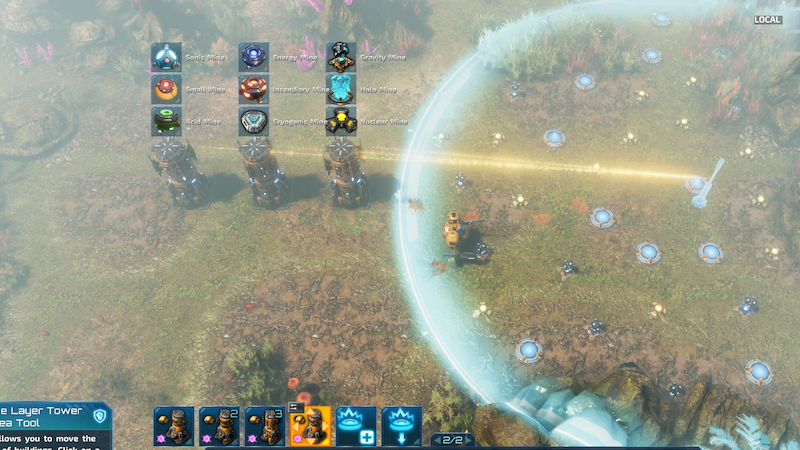 LOCAL
Sonic Mine Energy Mine Gravity Mine
Small Mine Incendiary Mine Holo Mine
Acid Mine Cryogenic Mine Nuclear Mine
e Layer Tower
ea Tool
llows you to move the
of buildings. Click on a
2
3
2/2